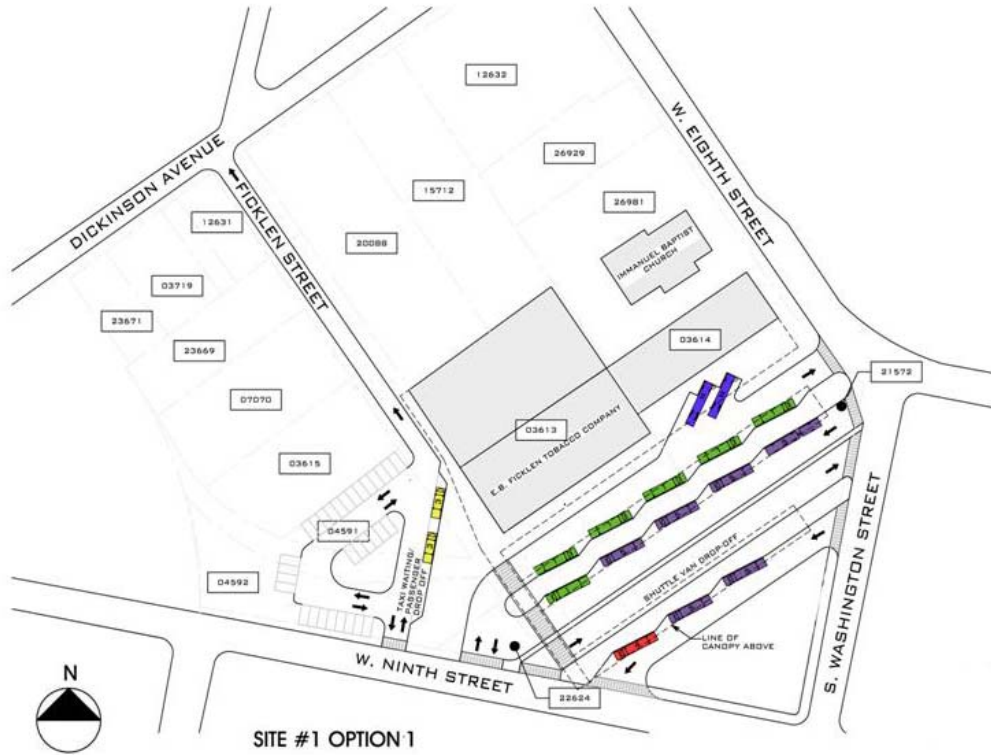 12632
W. EIGHTH STREET
26929
DICKINSON AVENUE
FICKLEN STREET
15712
26981
12631
20088
IMMANUEL BAPTIST
CHURCH
03719
23671
23669
03614
21572
07070
03613
E.B. FICKLEN TOBACCO COMPANY
03615
04591
04592
TAXI WAITING/
PASSENGER
DROP OFF
SHUTTLE VAN DROP-OFF
S. WASHINGTON STREET
LINE OF
CANOPY ABOVE
W. NINTH STREET
22624
N
SITE #1 OPTION 1